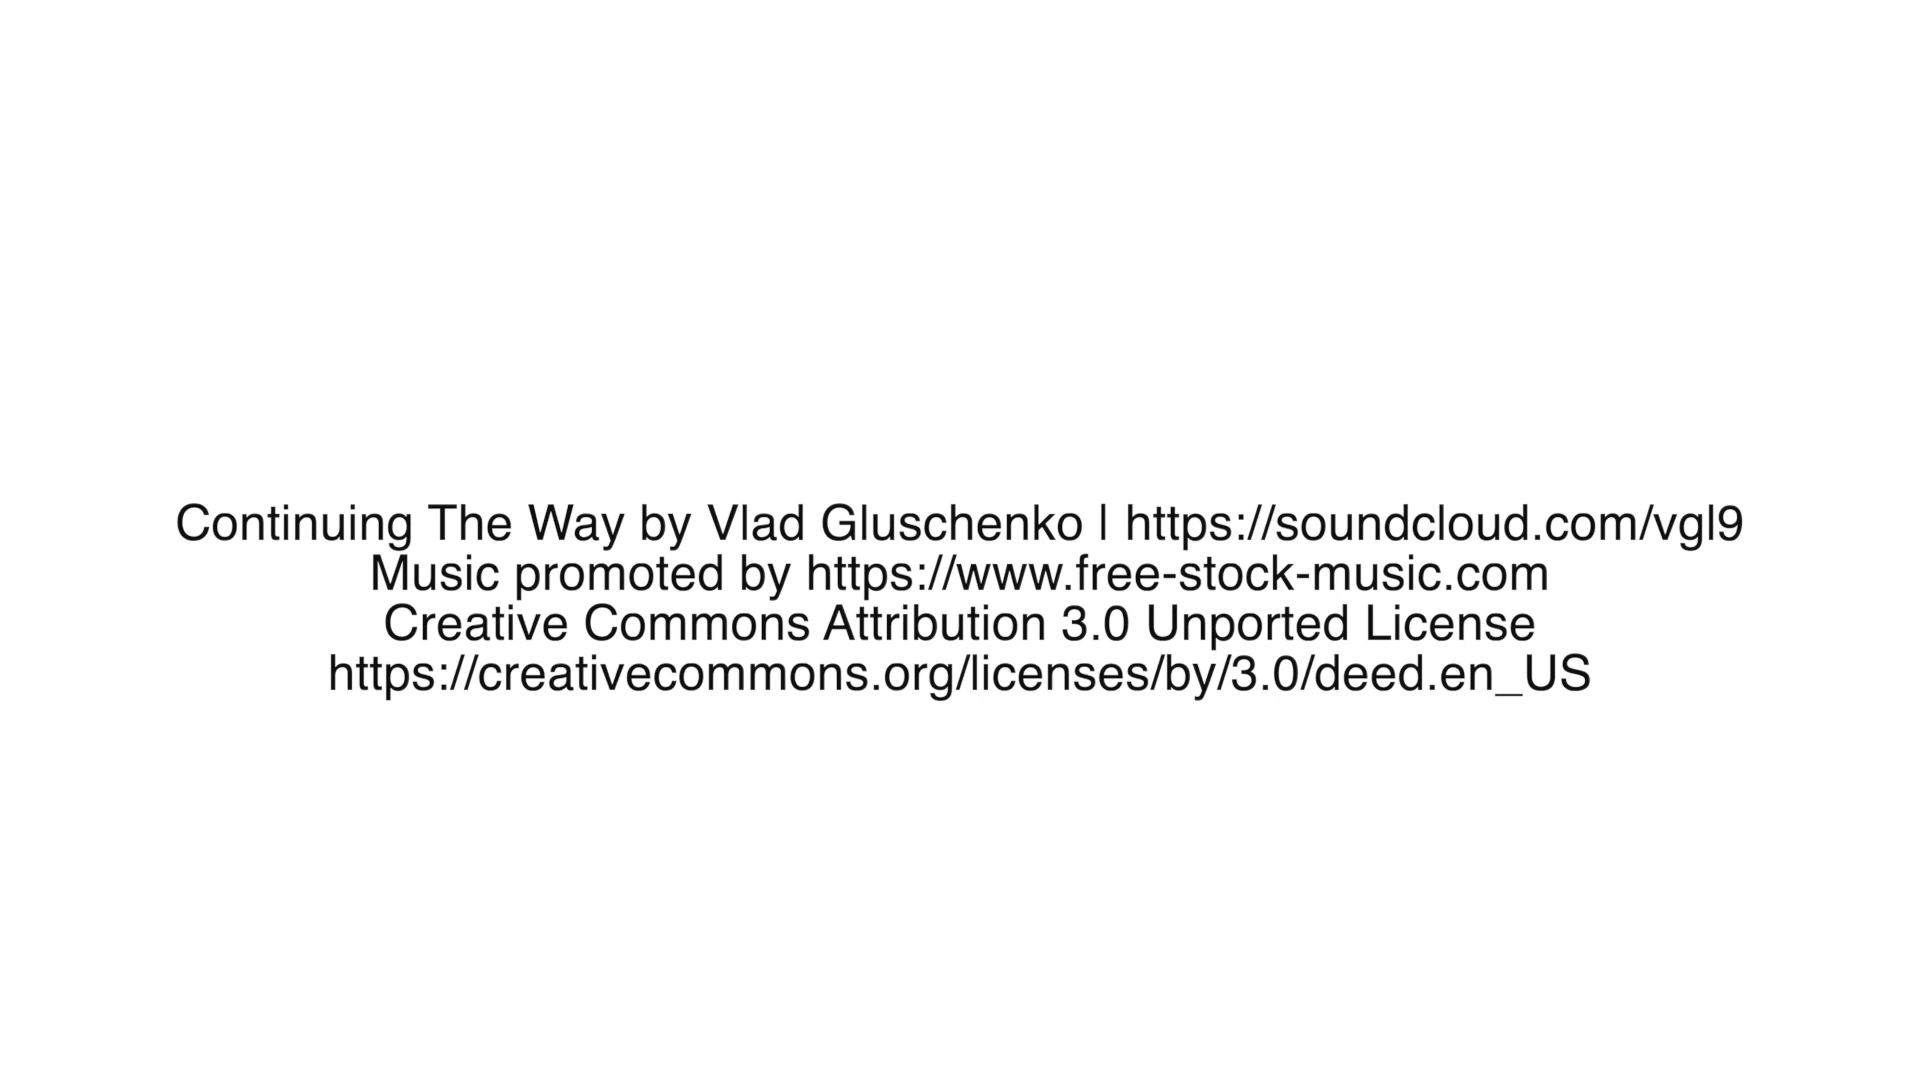 Continuing The Way by Vlad Gluschenko | https://soundcloud.com/vgl9
Music promoted by https://www.free-stock-music.com
Creative Commons Attribution 3.0 Unported License
https://creativecommons.org/licenses/by/3.0/deed.en_US